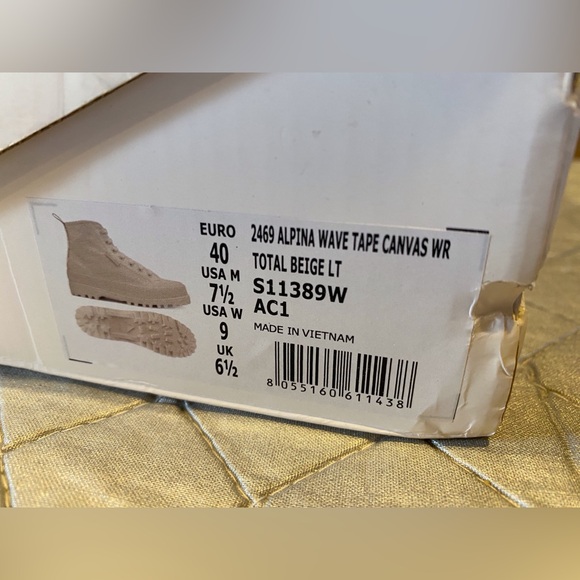 EURO
40
USA M
7½
USA W
9
UK
6½
2469 ALPINA WAVE TAPE CANVAS WR
TOTAL BEIGE LT
S11389W
AC1
MADE IN VIETNAM
8 055160 611438